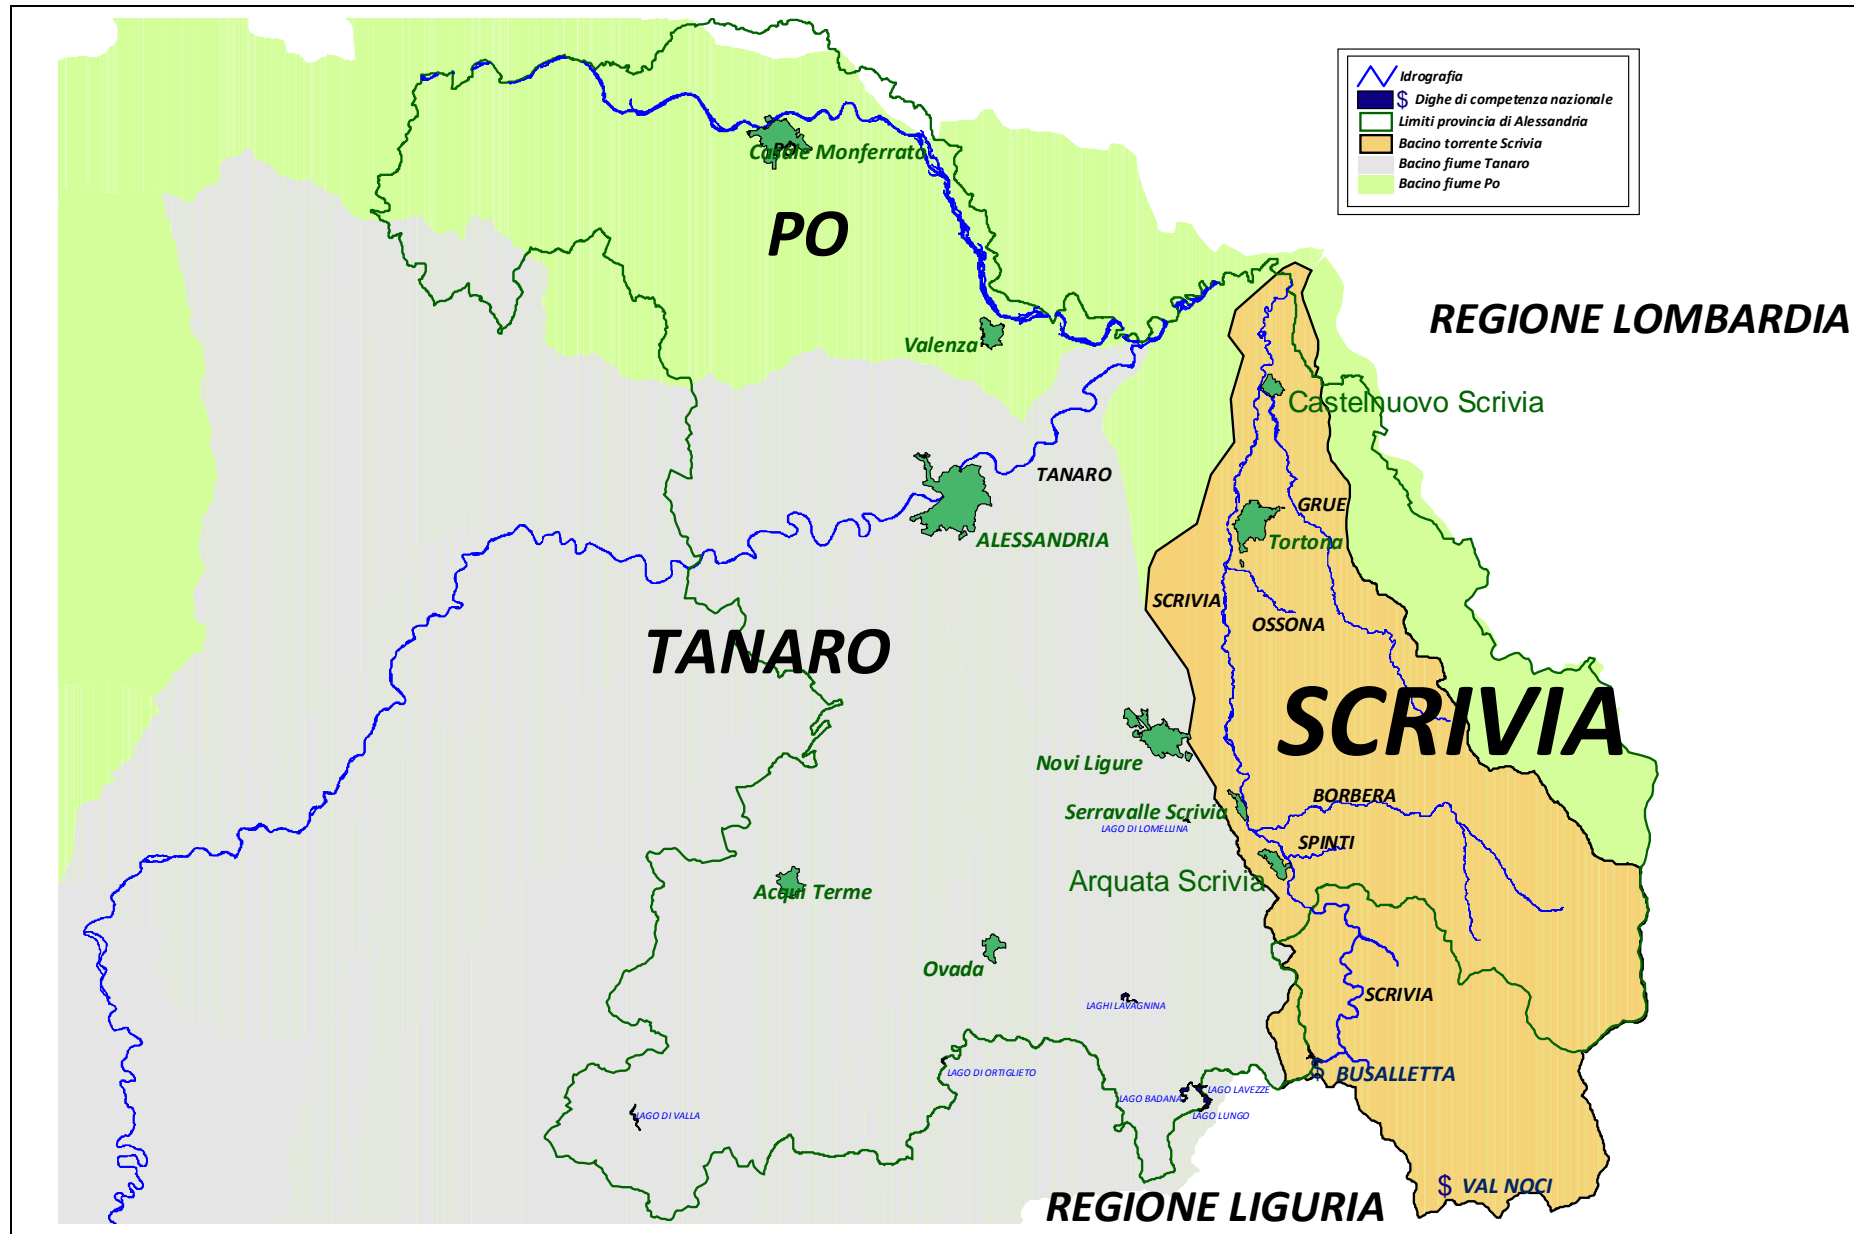 Idrografia
$ Dighe di competenza nazionale
Limiti provincia di Alessandria
Bacino torrente Scrivia
Bacino fiume Tanaro
Bacino fiume Po
PO
Casale Monferrato
PO
REGIONE LOMBARDIA
Valenza
Castelnuovo Scrivia
TANARO
GRUE
ALESSANDRIA
Tortona
SCRIVIA
OSSONA
TANARO
SCRIVIA
Novi Ligure
BORBERA
Serravalle Scrivia
LAGO DI LOMELLINA
SPINTI
Arquata Scrivia
Acqui Terme
Ovada
SCRIVIA
LAGHI LAVAGNINA
LAGO DI ORTIGLIETO
$ BUSALLETTA
LAGO LAVEZZE
LAGO BADANA
LAGO DI VALLA
LAGO LUNGO
$ VAL NOCI
REGIONE LIGURIA